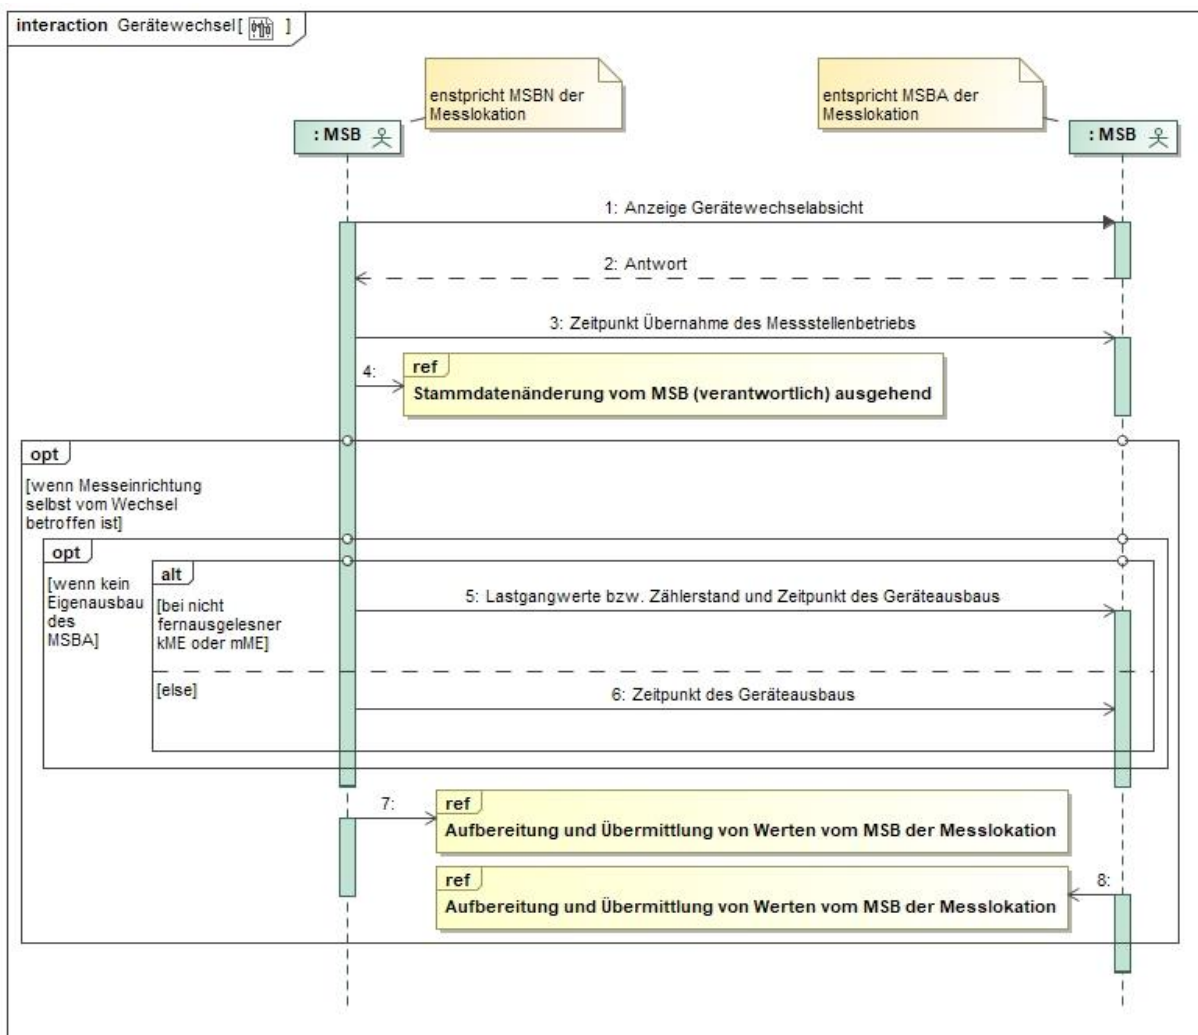 interaction Gerätewechsel[ ]
enstpricht MSBN der
Messlokation
entspricht MSBA der
Messlokation
: MSB
: MSB
1: Anzeige Gerätewechselabsicht
2: Antwort
3: Zeitpunkt Übernahme des Messstellenbetriebs
4:
ref
Stammdatenänderung vom MSB (verantwortlich) ausgehend
opt
[wenn Messeinrichtung
selbst vom Wechsel
betroffen ist]
opt
[wenn kein
Eigenausbau
des
MSBA]
alt
[bei nicht
fernausgelesner
kME oder mME]
5: Lastgangwerte bzw. Zählerstand und Zeitpunkt des Geräteausbaus
[else]
6: Zeitpunkt des Geräteausbaus
7:
ref
Aufbereitung und Übermittlung von Werten vom MSB der Messlokation
ref
Aufbereitung und Übermittlung von Werten vom MSB der Messlokation
8: